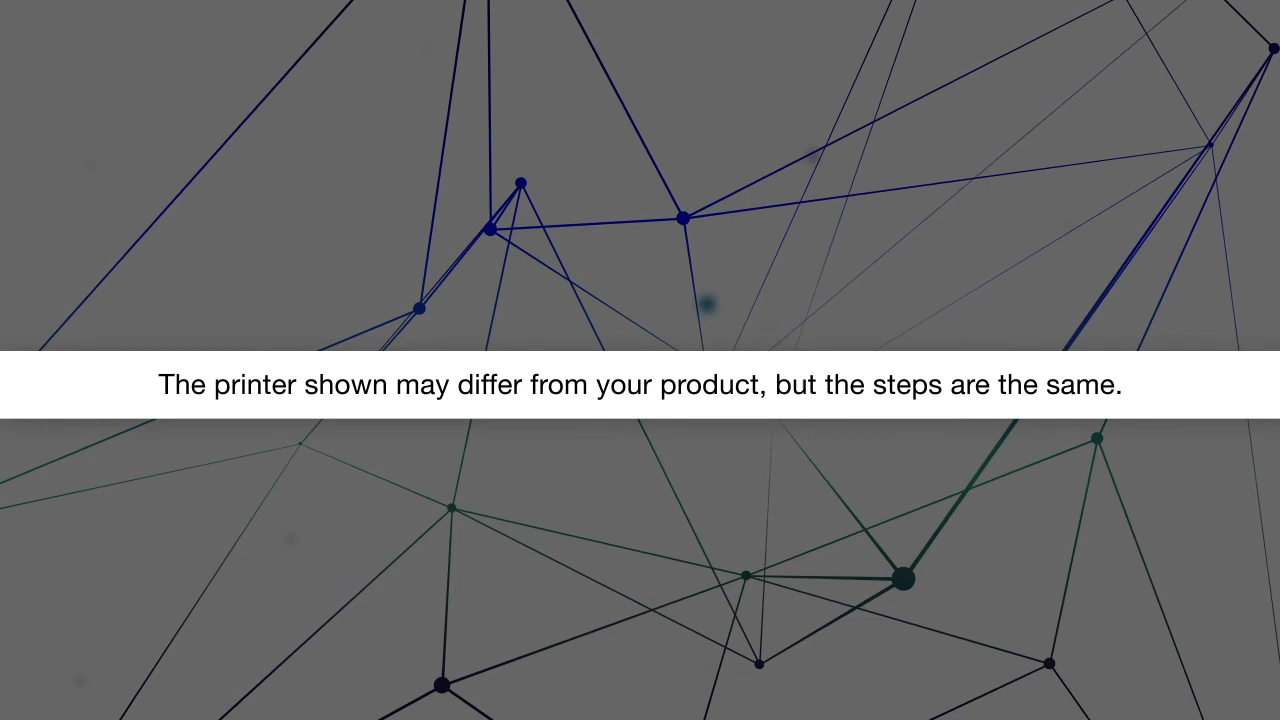 The printer shown may differ from your product, but the steps are the same.